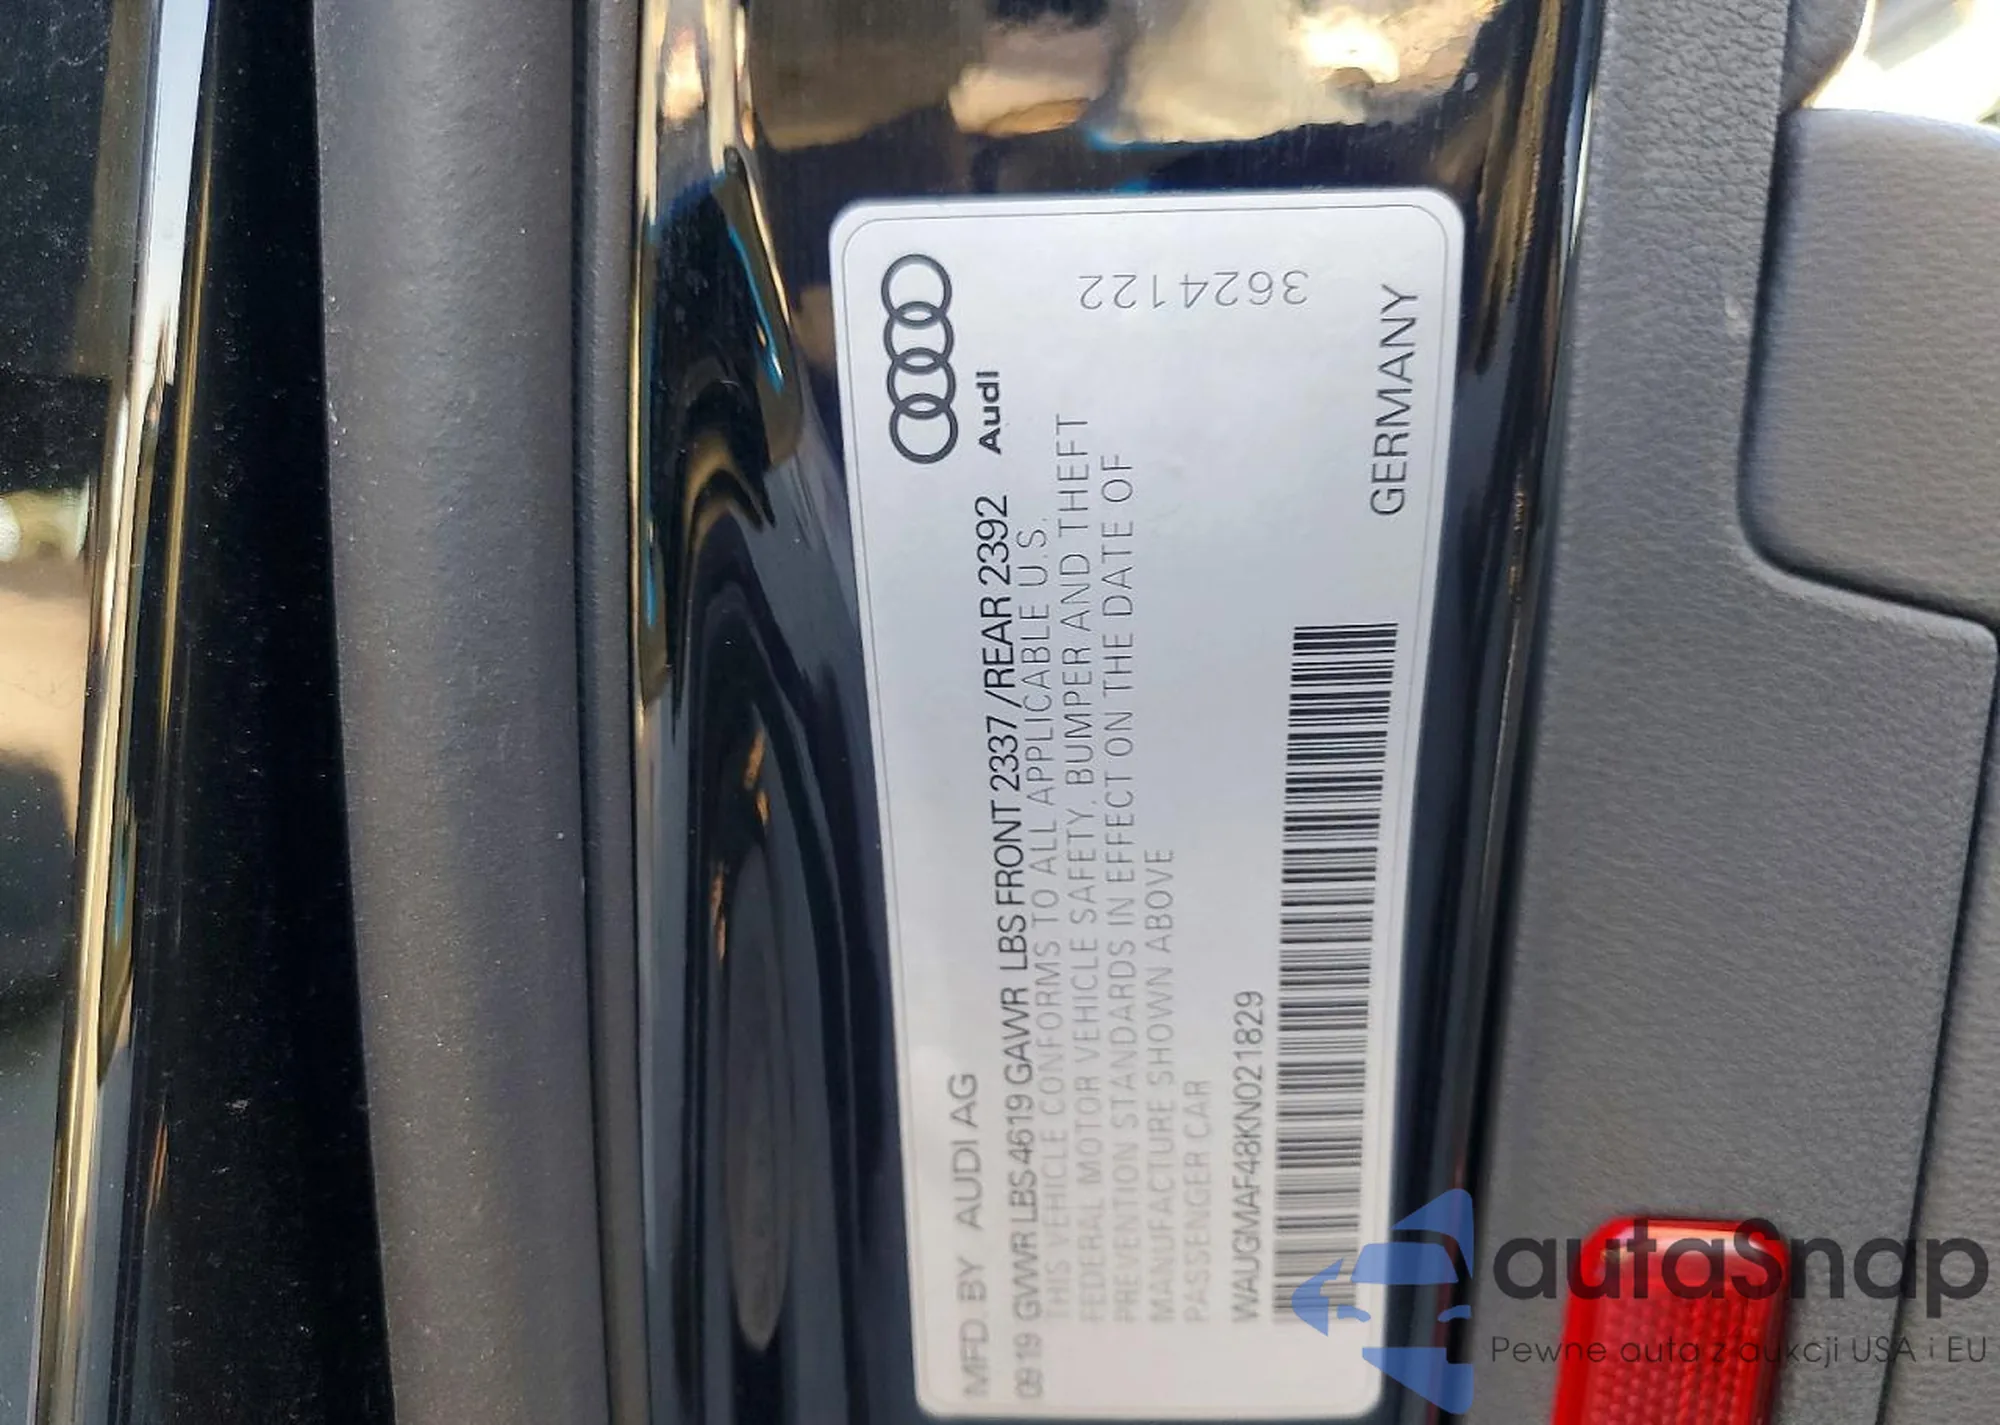 Audi
MFD. BY AUDI AG
09 19 GVWR LBS 4619 GAWR LBS FRONT 2337 /REAR 2392
THIS VEHICLE CONFORMS TO ALL APPLICABLE U.S.
FEDERAL MOTOR VEHICLE SAFETY, BUMPER AND THEFT
PREVENTION STANDARDS IN EFFECT ON THE DATE OF
MANUFACTURE SHOWN ABOVE
PASSENGER CAR
WAUGMAF48KN021829
3624122
GERMANY
autaSnap
Pewne auta z aukcji USA i EU